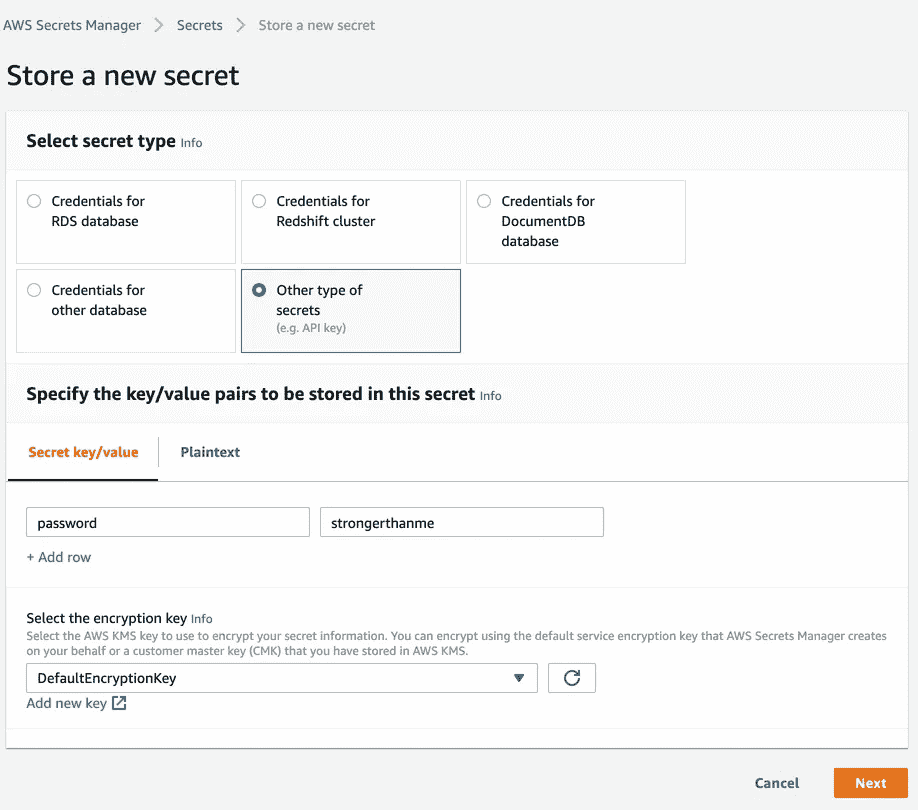 AWS Secrets Manager > Secrets > Store a new secret
Store a new secret
Select secret type Info
Credentials for
RDS database
Credentials for
Redshift cluster
Credentials for
DocumentDB
database
Credentials for
other database
Other type of
secrets
(e.g. API key)
Specify the key/value pairs to be stored in this secret Info
Secret key/value Plaintext
password strongerthanme
+ Add row
Select the encryption key Info
Select the AWS KMS key to use to encrypt your secret information. You can encrypt using the default service encryption key that AWS Secrets Manager creates
on your behalf or a customer master key (CMK) that you have stored in AWS KMS.
DefaultEncryptionKey
Add new key
Cancel Next